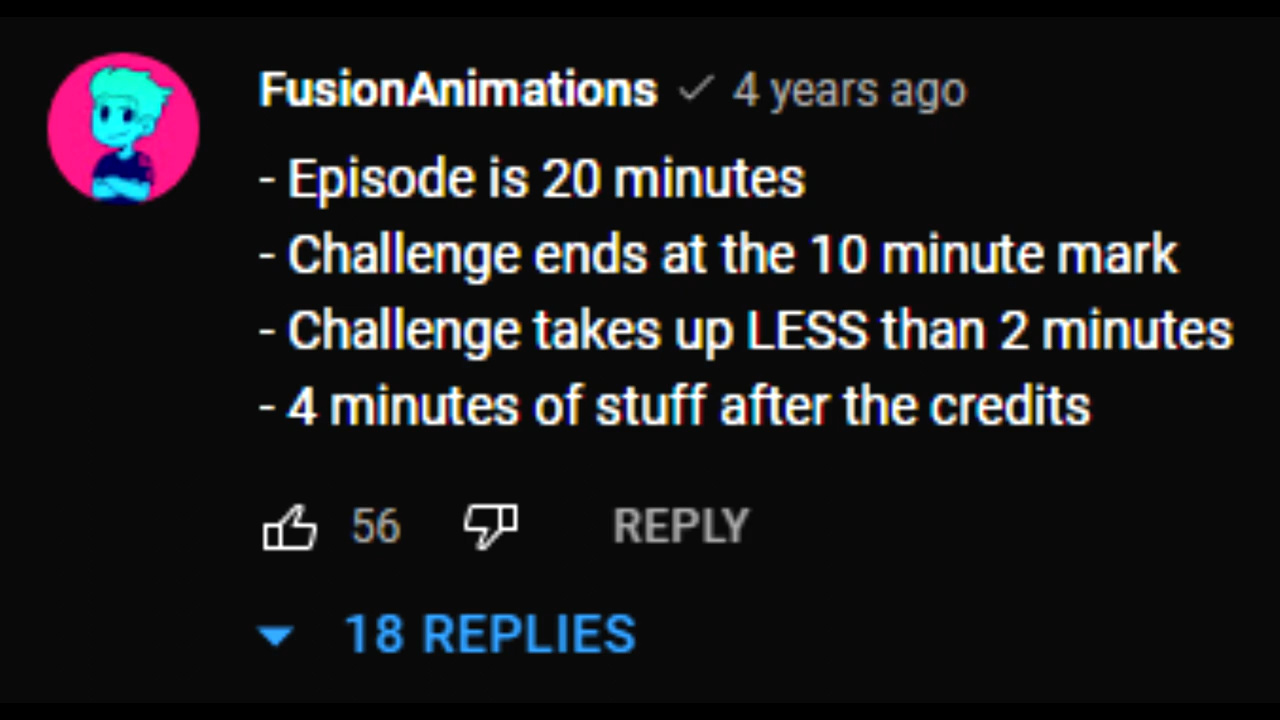 FusionAnimations ✓ 4 years ago
- Episode is 20 minutes
- Challenge ends at the 10 minute mark
- Challenge takes up LESS than 2 minutes
- 4 minutes of stuff after the credits
56 REPLY
18 REPLIES